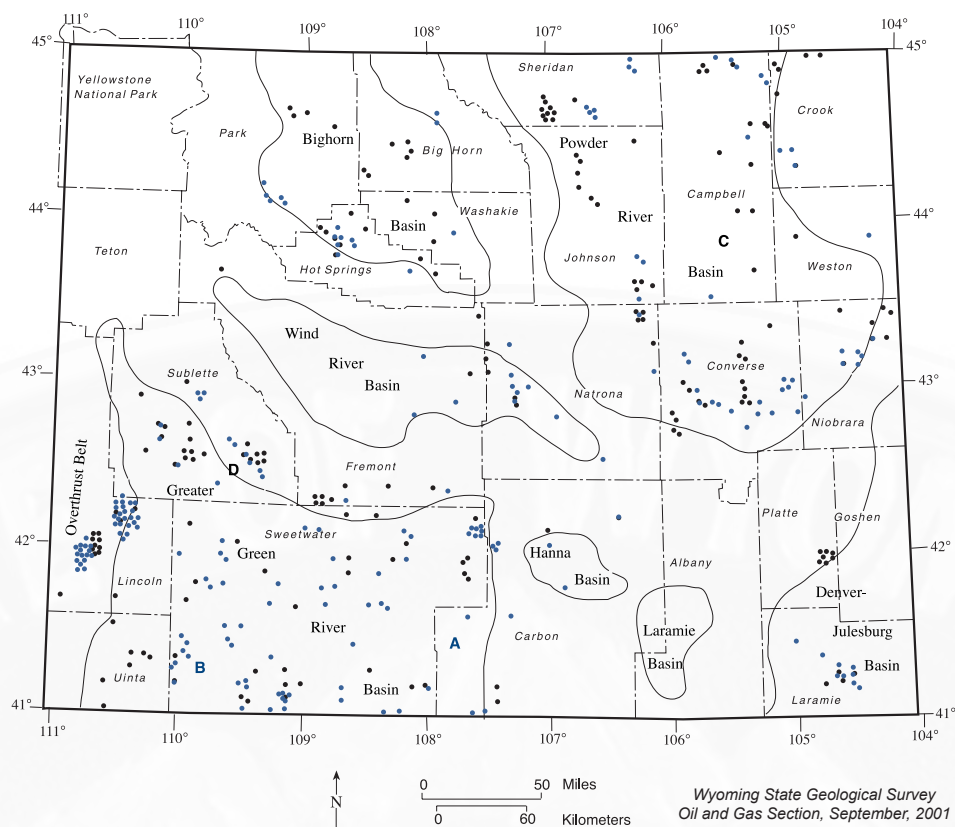 111° 110° 109° 108° 107° 106° 105° 104°
45° 45°
Yellowstone
National Park
Park
Bighorn
Big Horn
Sheridan
Powder
Crook
Campbell
44° 44°
Teton
Basin
Washakie
Hot Springs
Johnson
River
C
Basin
Weston
Wind
River
Basin
43° 43°
Sublette
Natrona
Converse
Niobrara
Overthrust Belt
D
Greater
Fremont
Platte
Goshen
42° 42°
Sweetwater
Green
Hanna
Basin
Albany
Lincoln
Denver-
River
A
Carbon
Laramie
Basin
Julesburg
Basin
Uinta
B
Basin
Laramie
41° 41°
111° 110° 109° 108° 107° 106° 105° 104°
N
0 50 Miles
0 60 Kilometers
Wyoming State Geological Survey
Oil and Gas Section, September, 2001